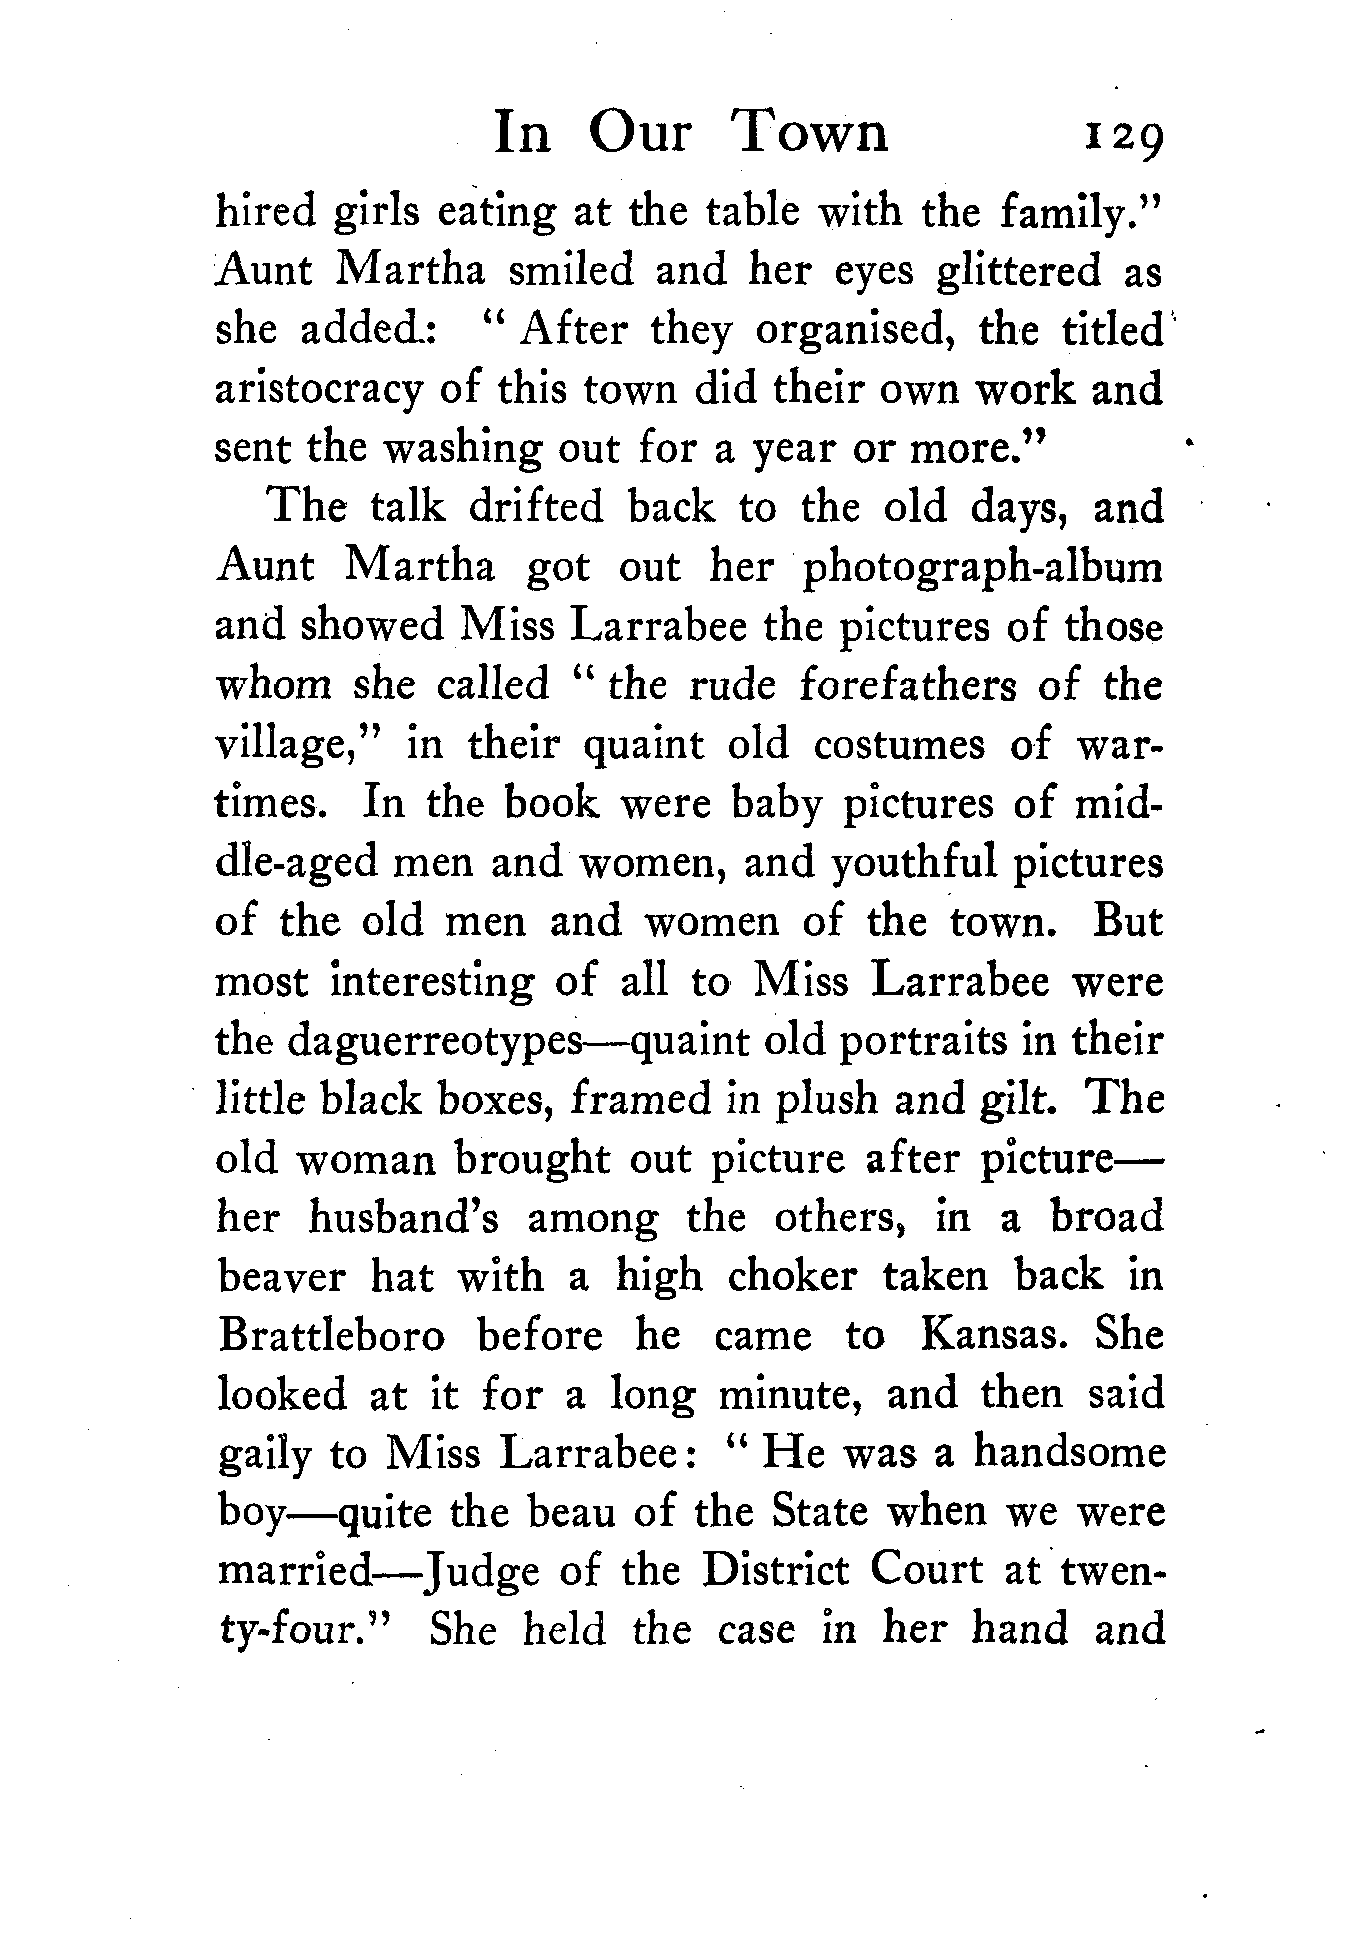 In Our Town 129
hired girls eating at the table with the family."
Aunt Martha smiled and her eyes glittered as
she added: " After they organised, the titled
aristocracy of this town did their own work and
sent the washing out for a year or more."
The talk drifted back to the old days, and
Aunt Martha got out her photograph-album
and showed Miss Larrabee the pictures of those
whom she called " the rude forefathers of the
village," in their quaint old costumes of war-
times. In the book were baby pictures of mid-
dle-aged men and women, and youthful pictures
of the old men and women of the town. But
most interesting of all to Miss Larrabee were
the daguerreotypes—quaint old portraits in their
little black boxes, framed in plush and gilt. The
old woman brought out picture after picture—
her husband's among the others, in a broad
beaver hat with a high choker taken back in
Brattleboro before he came to Kansas. She
looked at it for a long minute, and then said
gaily to Miss Larrabee: " He was a handsome
boy—quite the beau of the State when we were
married—Judge of the District Court at twen-
ty-four." She held the case in her hand and